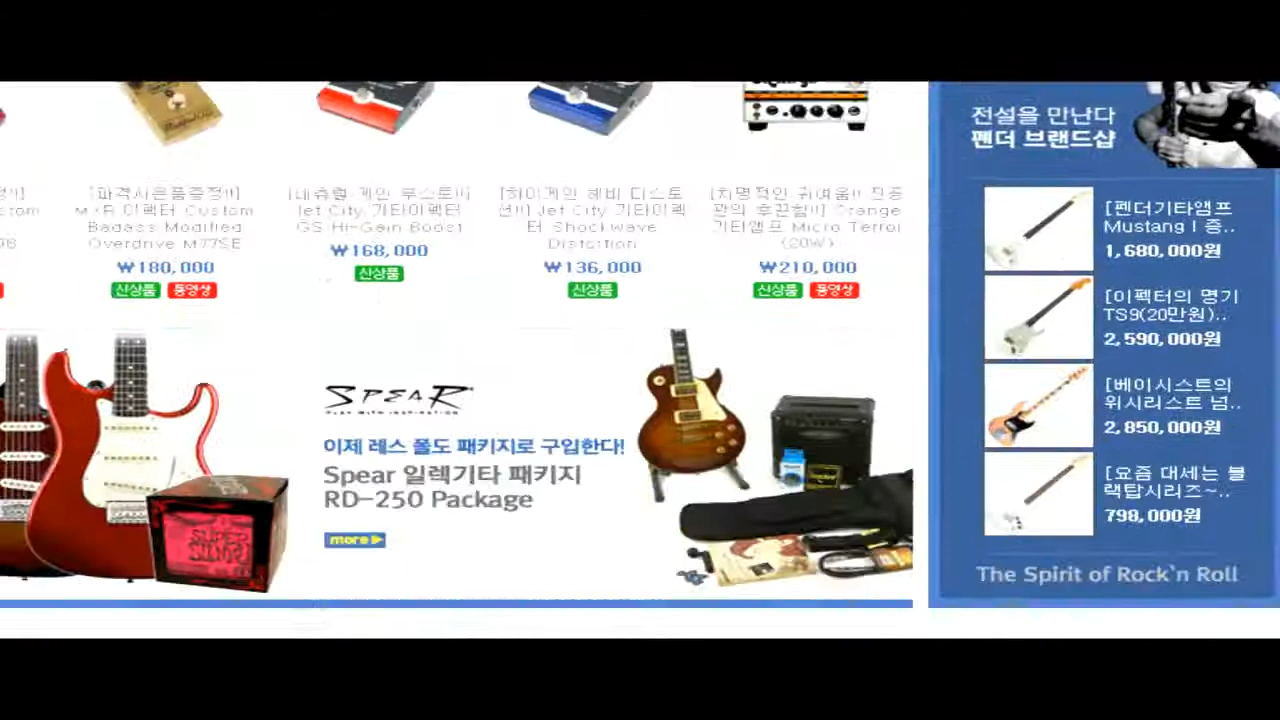 [파격사은품증정!!]
MXR 이펙터 Custom
Badass Modified
Overdrive M77SE
₩180,000
신상품 동영상
[내츄럴 게인 부스트!!]
Jet City 기타이펙터
GS Hi-Gain Boost
₩168,000
신상품
[하이게인 헤비 디스토
션!!] Jet City 기타이펙
터 Shockwave
Distortion
₩136,000
신상품
[치명적인 귀여움!! 진공
관의 후끈함!!] Orange
기타앰프 Micro Terror
(20W)
₩210,000
신상품 동영상
SPEAR
PLAY WITH INSPIRATION
이제 레스 폴도 패키지로 구입한다!
Spear 일렉기타 패키지
RD-250 Package
more
SUPER
전설을 만난다
펜더 브랜드샵
[펜더기타앰프
Mustang I 증..
1,680,000원
[이펙터의 명기
TS9(20만원)..
2,590,000원
[베이시스트의
위시리스트 넘..
2,850,000원
[요즘 대세는 블
랙탑시리즈~..
798,000원
The Spirit of Rock`n Roll